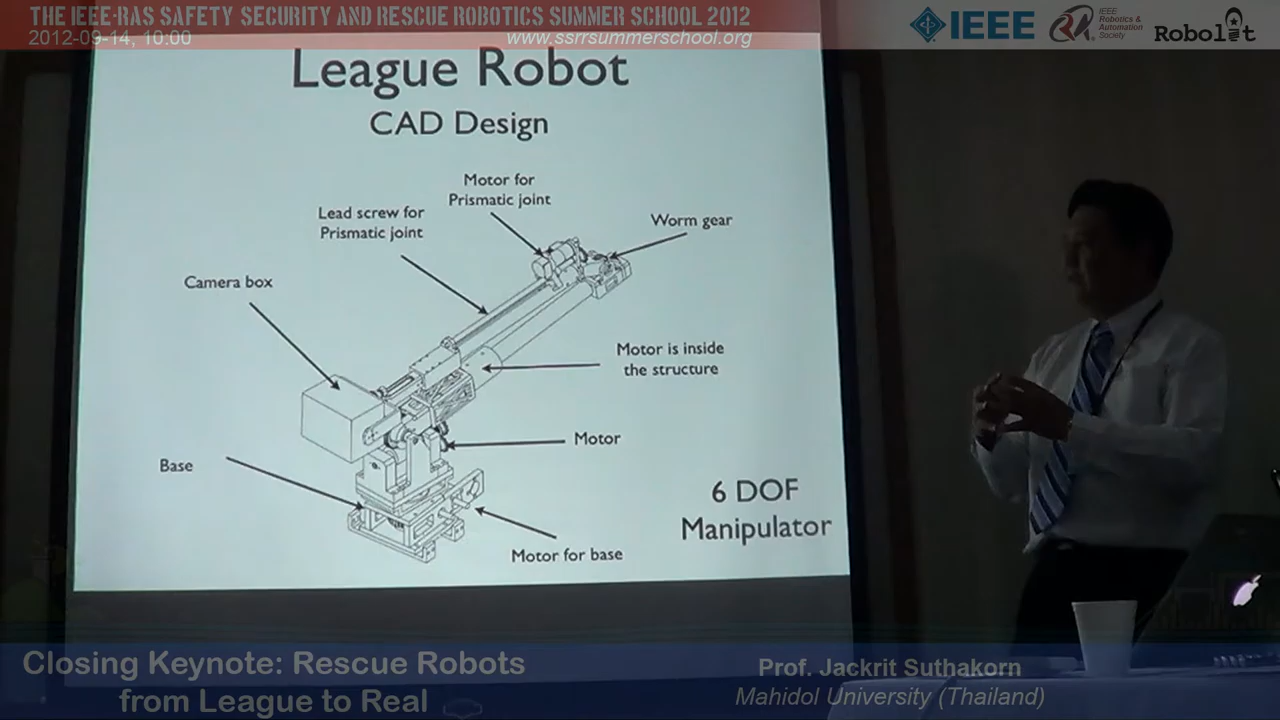 THE IEEE-RAS SAFETY SECURITY AND RESCUE ROBOTICS SUMMER SCHOOL 2012
2012-09-14, 10:00
www.ssrrsummerschool.org
IEEE
IEEE
Robotics &
Automation
Society
Robolit
League Robot
CAD Design
Motor for
Prismatic joint
Lead screw for
Prismatic joint
Worm gear
Camera box
Motor is inside
the structure
Motor
Base
6 DOF
Manipulator
Motor for base
Closing Keynote: Rescue Robots
from League to Real
Prof. Jackrit Suthakorn
Mahidol University (Thailand)